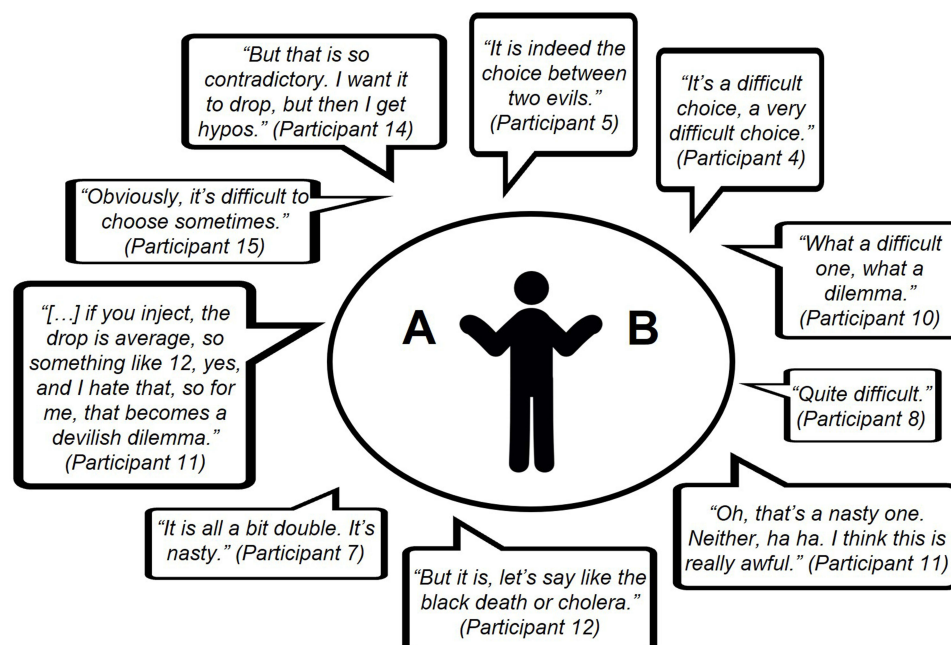 “But that is so
contradictory. I want it
to drop, but then I get
hypos.” (Participant 14)
“It is indeed the
choice between
two evils.”
(Participant 5)
“It’s a difficult
choice, a very
difficult choice.”
(Participant 4)
“Obviously, it’s difficult to
choose sometimes.”
(Participant 15)
“What a difficult
one, what a
dilemma.”
(Participant 10)
“[…] if you inject, the
drop is average, so
something like 12, yes,
and I hate that, so for
me, that becomes a
devilish dilemma.”
(Participant 11)
A
B
“Quite difficult.”
(Participant 8)
“It is all a bit double. It’s
nasty.” (Participant 7)
“But it is, let’s say like the
black death or cholera.”
(Participant 12)
“Oh, that’s a nasty one.
Neither, ha ha. I think this is
really awful.” (Participant 11)